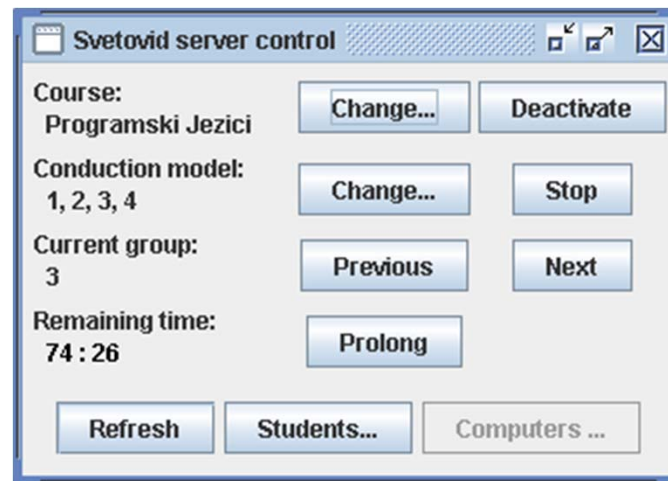 Svetovid server control
Course:
Programski Jezici
Change...
Deactivate
Conduction model:
1, 2, 3, 4
Change...
Stop
Current group:
3
Previous
Next
Remaining time:
74 : 26
Prolong
Refresh
Students...
Computers ...